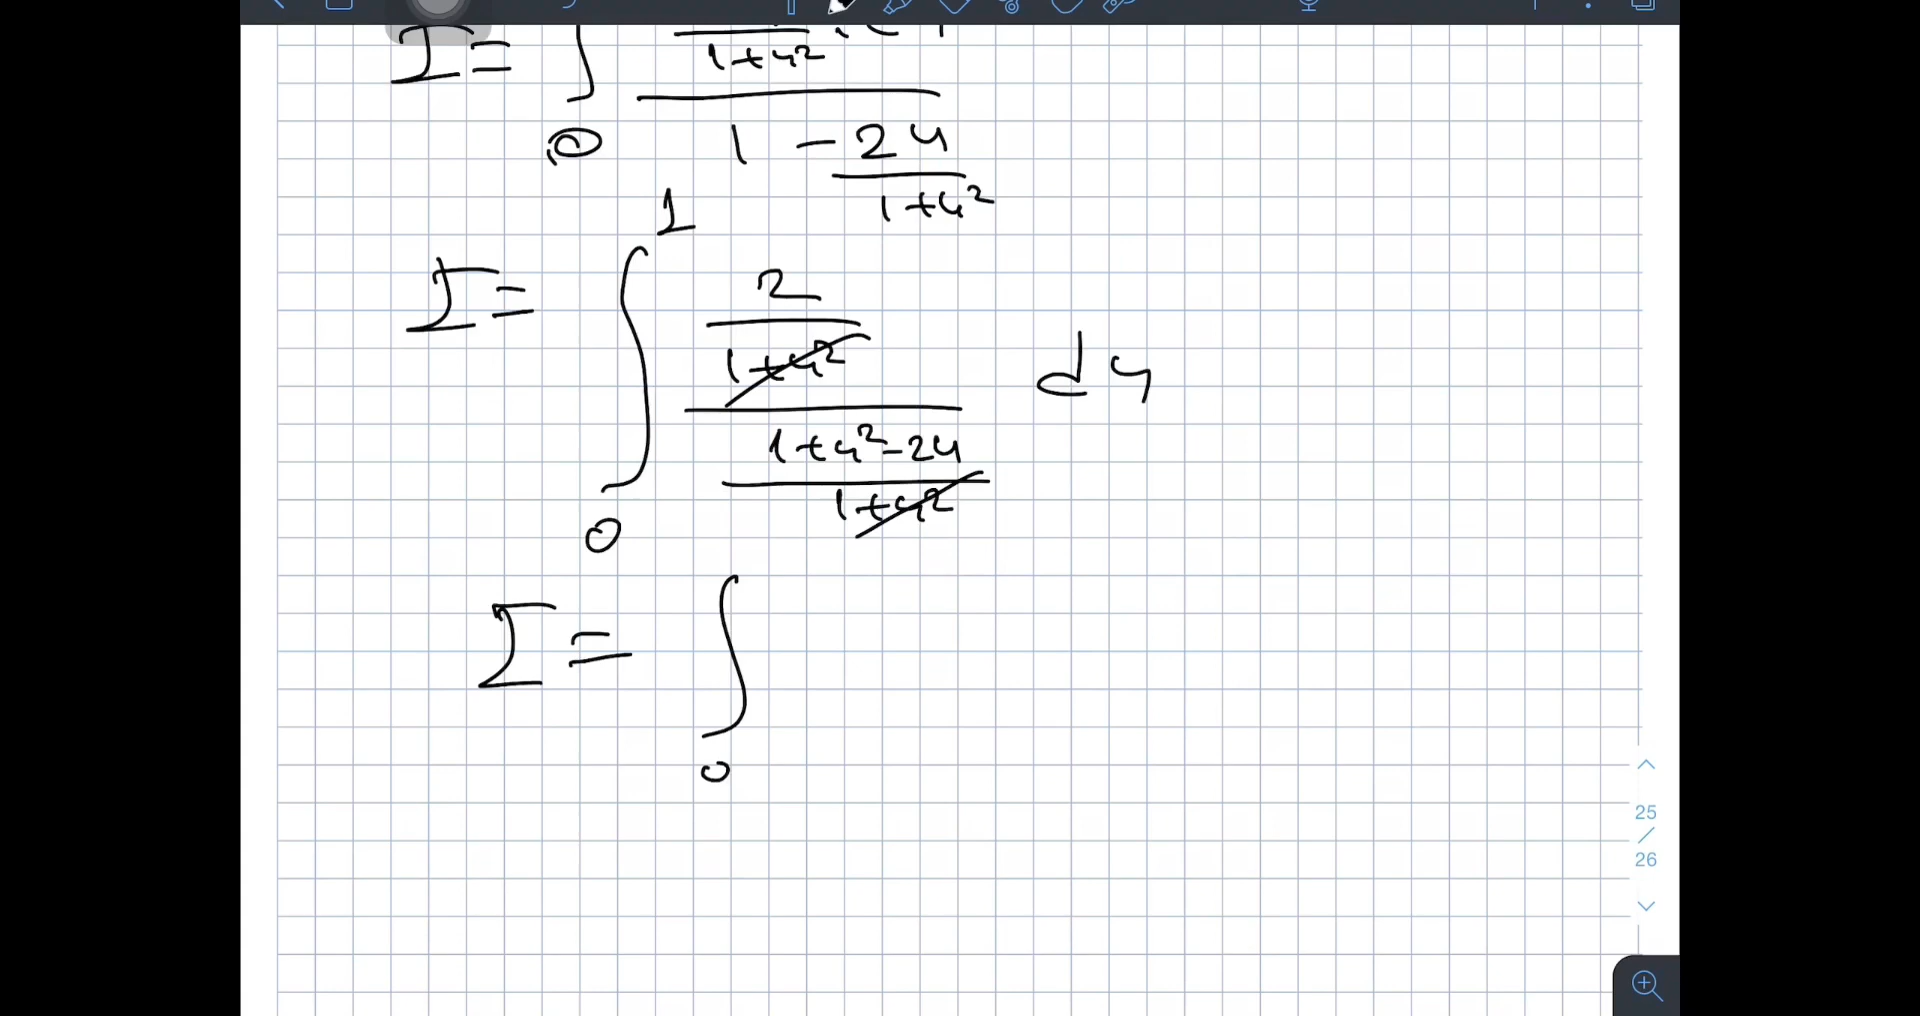 I = ∫
1+u²
0 1 - 2u
1+u²
1
I = ∫ 2
1+u² du
1+u²-2u
1+u²
0
I = ∫
0
25
/
26